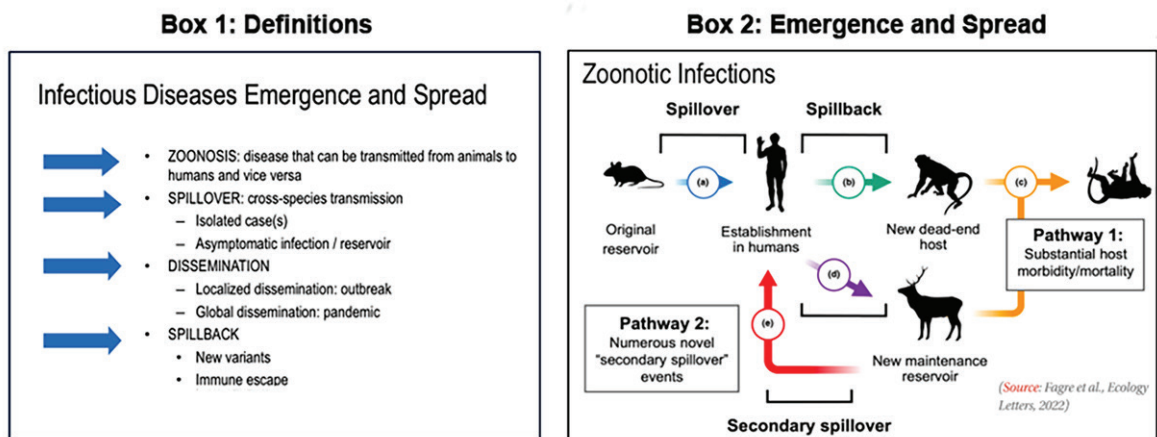 Box 1: Definitions
Infectious Diseases Emergence and Spread
• ZOONOSIS: disease that can be transmitted from animals to
humans and vice versa
• SPILLOVER: cross-species transmission
– Isolated case(s)
– Asymptomatic infection / reservoir
• DISSEMINATION
– Localized dissemination: outbreak
– Global dissemination: pandemic
• SPILLBACK
• New variants
• Immune escape
Box 2: Emergence and Spread
Zoonotic Infections
Spillover
Spillback
(a)
(b)
(c)
Original
reservoir
Establishment
in humans
New dead-end
host
Pathway 1:
Substantial host
morbidity/mortality
(d)
(e)
Pathway 2:
Numerous novel
"secondary spillover"
events
New maintenance
reservoir
(Source: Fagre et al., Ecology
Letters, 2022)
Secondary spillover